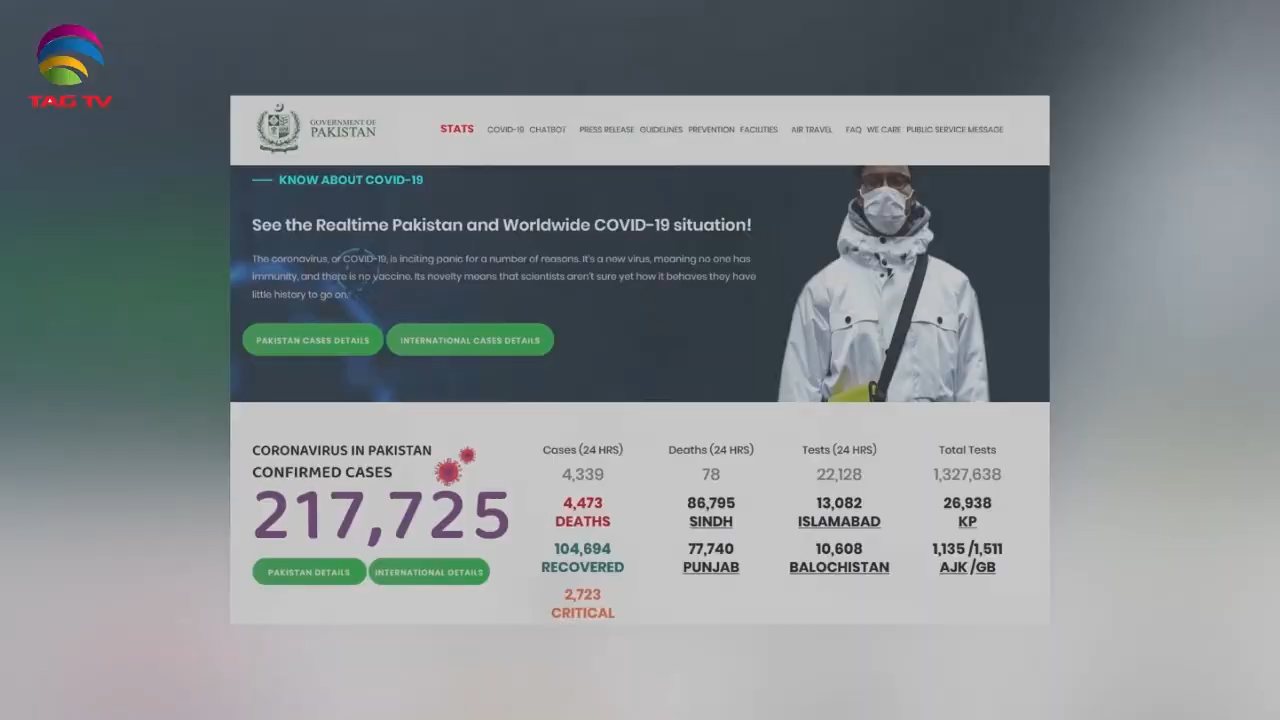 TAG TV
GOVERNMENT OF
PAKISTAN
STATS COVID-19 CHATBOT PRESS RELEASE GUIDELINES PREVENTION FACILITIES AIR TRAVEL FAQ WE CARE PUBLIC SERVICE MESSAGE
KNOW ABOUT COVID-19
See the Realtime Pakistan and Worldwide COVID-19 situation!
The coronavirus, or COVID-19, is inciting panic for a number of reasons. It's a new virus, meaning no one has
immunity, and there is no vaccine. Its novelty means that scientists aren't sure yet how it behaves they have
little history to go on.
PAKISTAN CASES DETAILS INTERNATIONAL CASES DETAILS
CORONAVIRUS IN PAKISTAN
CONFIRMED CASES
217,725
PAKISTAN DETAILS INTERNATIONAL DETAILS
Cases (24 HRS) Deaths (24 HRS) Tests (24 HRS) Total Tests
4,339 78 22,128 1,327,638
4,473 86,795 13,082 26,938
DEATHS SINDH ISLAMABAD KP
104,694 77,740 10,608 1,135 /1,511
RECOVERED PUNJAB BALOCHISTAN AJK /GB
2,723
CRITICAL